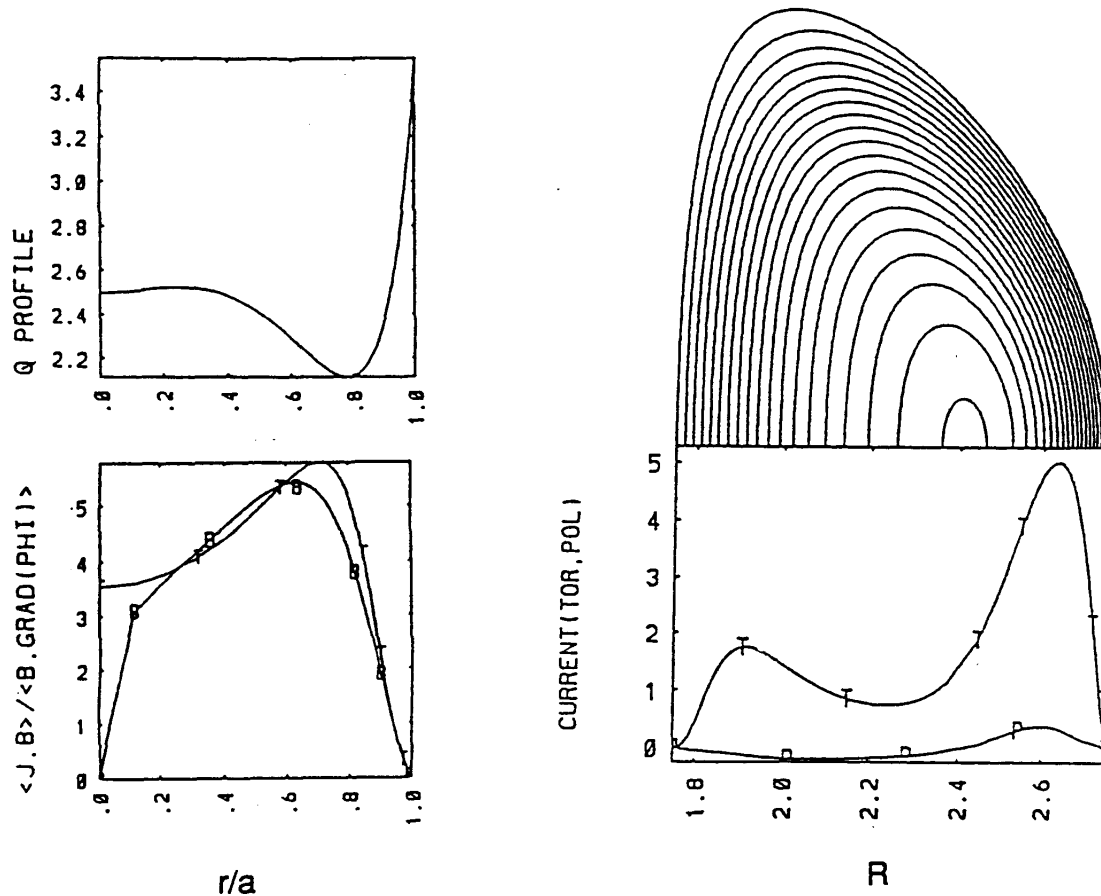 Q PROFILE
3.4
3.2
3.0
2.8
2.6
2.4
2.2
.0
.2
.4
.6
.8
1.0
<J.B>/<B.GRAD(PHI)>
5
4
3
2
1
0
T
T
B
B
B
B
B
.0
.2
.4
.6
.8
1.0
r/a
CURRENT(TOR,POL)
5
4
3
2
1
0
T
T
T
T
P
P
P
1.8
2.0
2.2
2.4
2.6
R